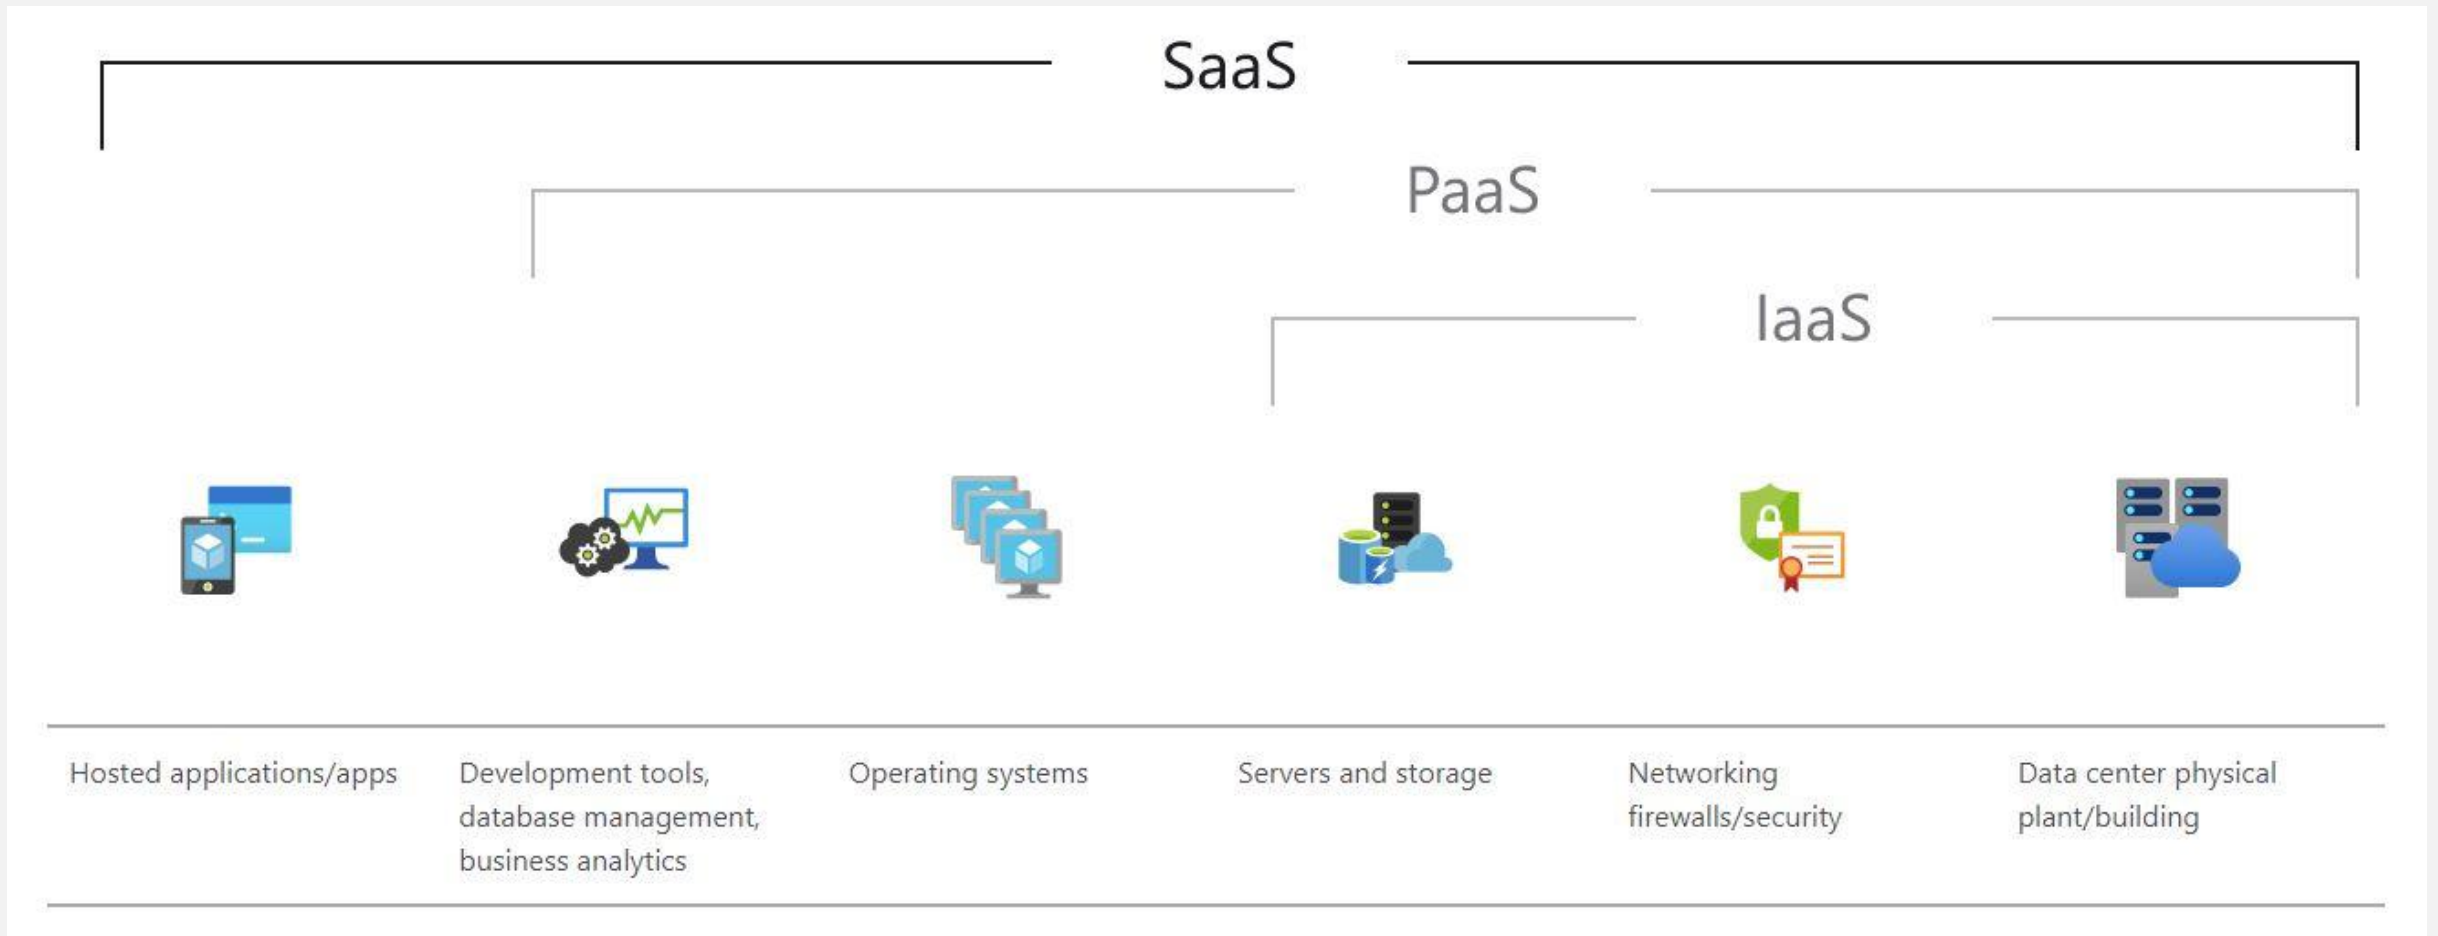 SaaS
PaaS
IaaS
Hosted applications/apps
Development tools,
database management,
business analytics
Operating systems
Servers and storage
Networking
firewalls/security
Data center physical
plant/building